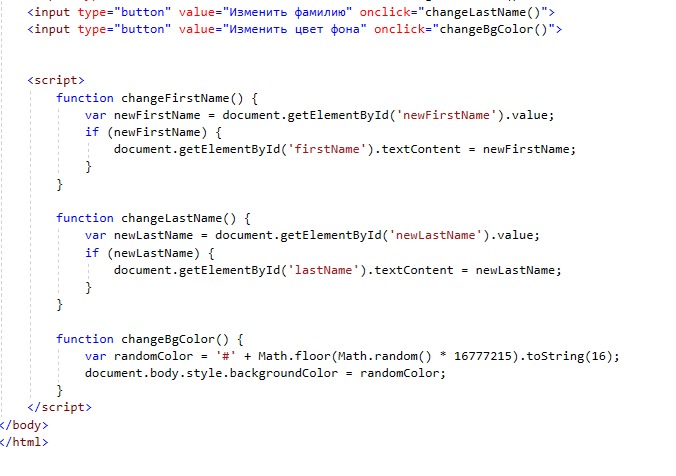 <input type="button" value="Изменить фамилию" onclick="changeLastName()">
<input type="button" value="Изменить цвет фона" onclick="changeBgColor()">
<script>
function changeFirstName() {
var newFirstName = document.getElementById('newFirstName').value;
if (newFirstName) {
document.getElementById('firstName').textContent = newFirstName;
}
}
function changeLastName() {
var newLastName = document.getElementById('newLastName').value;
if (newLastName) {
document.getElementById('lastName').textContent = newLastName;
}
}
function changeBgColor() {
var randomColor = '#' + Math.floor(Math.random() * 16777215).toString(16);
document.body.style.backgroundColor = randomColor;
}
</script>
</body>
</html>